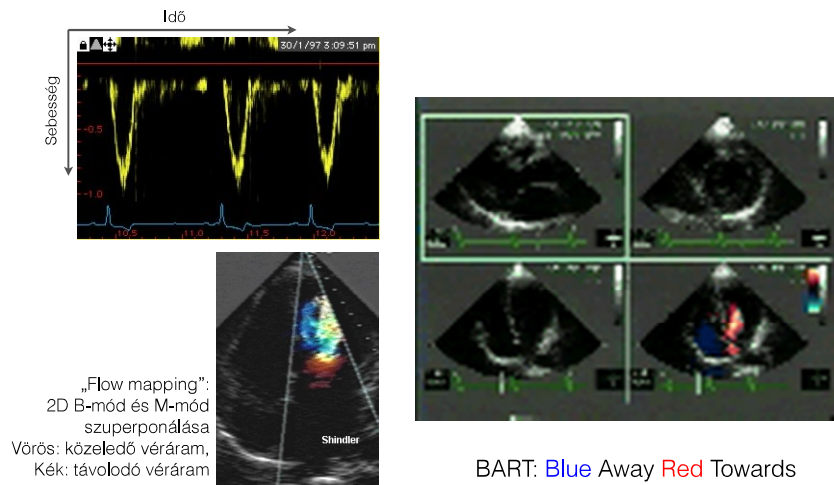 Idő
Sebesség
30/1/97 3:09:51 pm
-0.5
-1.0
10,5
11,0
11,5
12,0
„Flow mapping”:
2D B-mód és M-mód
szuperponálása
Vörös: közeledő véráram,
Kék: távolodó véráram
Shindler
BART: Blue Away Red Towards